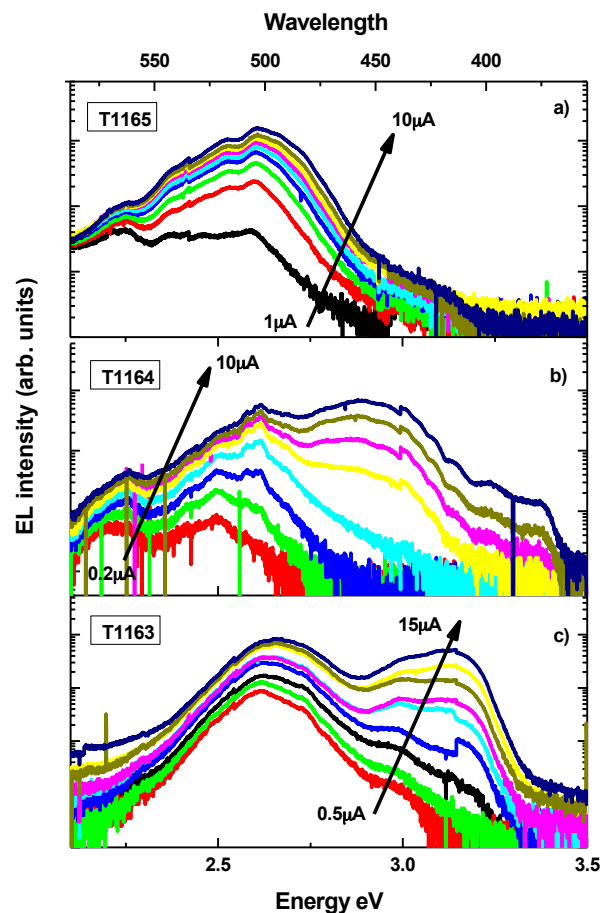 Wavelength
550 500 450 400
T1165
a)
10μA
1μA
T1164
b)
10μA
0.2μA
T1163
c)
15μA
0.5μA
EL intensity (arb. units)
2.5 3.0 3.5
Energy eV